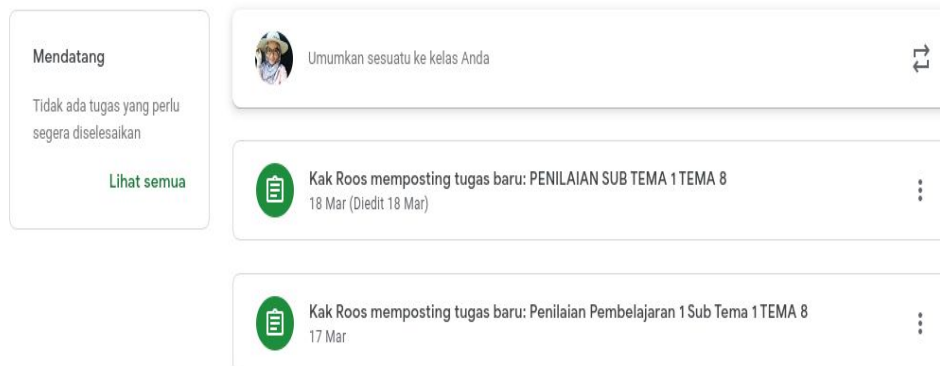 Mendatang
Tidak ada tugas yang perlu
segera diselesaikan
Lihat semua
Umumkan sesuatu ke kelas Anda
Kak Roos memposting tugas baru: PENILAIAN SUB TEMA 1 TEMA 8
18 Mar (Diedit 18 Mar)
Kak Roos memposting tugas baru: Penilaian Pembelajaran 1 Sub Tema 1 TEMA 8
17 Mar